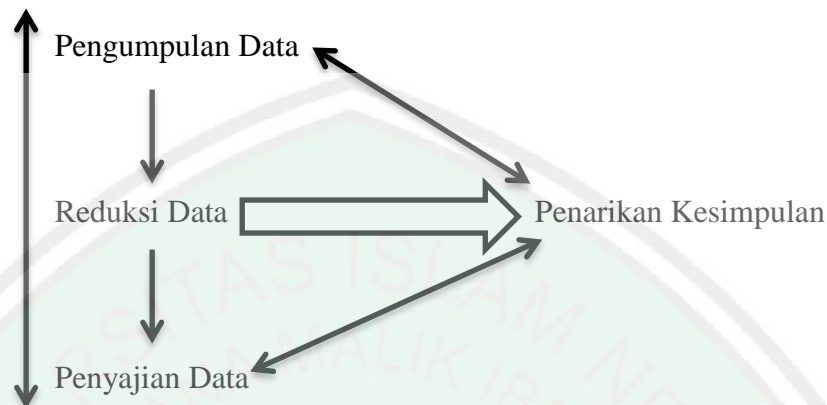 Pengumpulan Data
Reduksi Data
Penarikan Kesimpulan
Penyajian Data